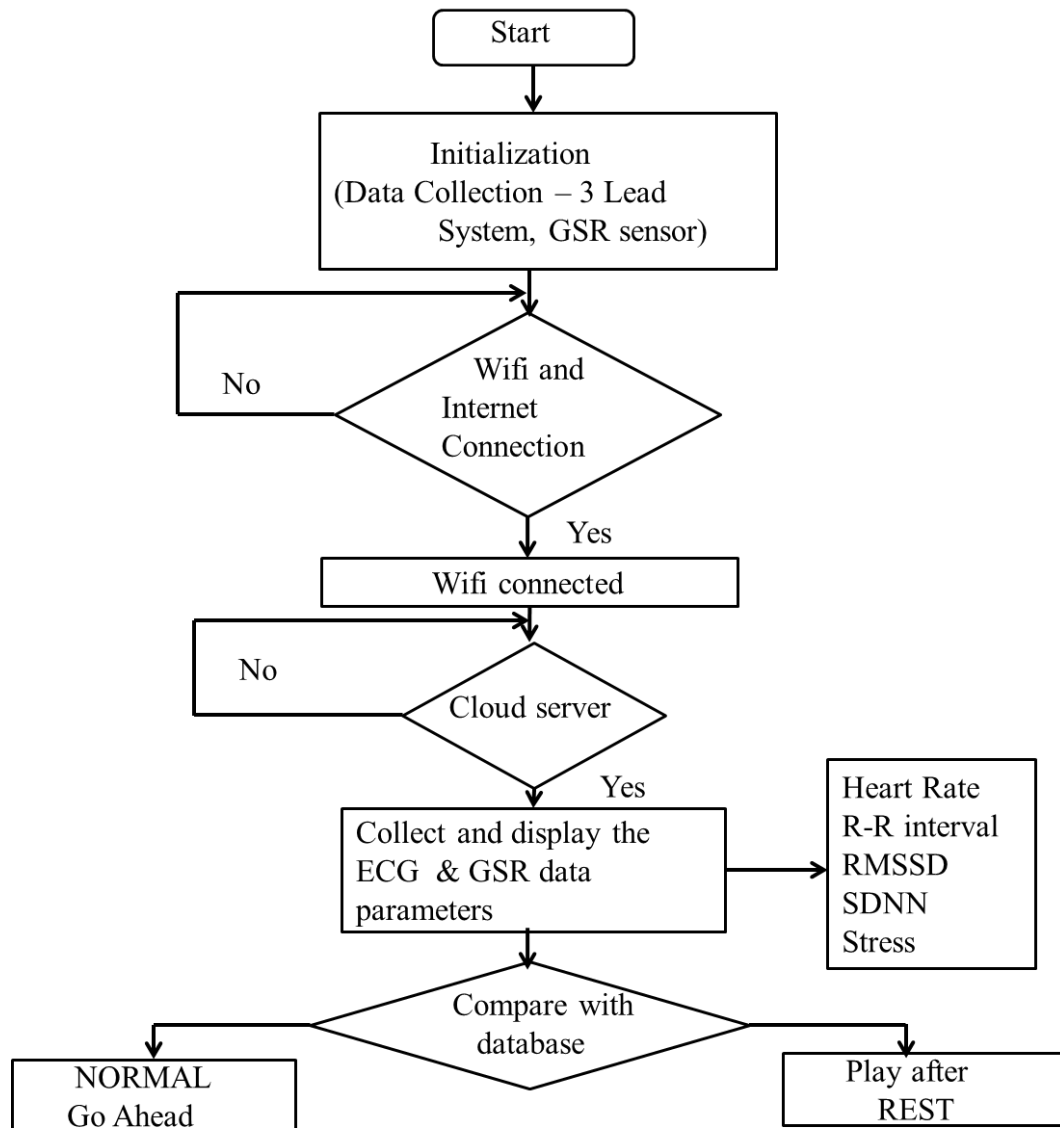 Start
Initialization
(Data Collection – 3 Lead
System, GSR sensor)
Wifi and
Internet
Connection
No
Yes
Wifi connected
No
Cloud server
Yes
Collect and display the
ECG & GSR data
parameters
Heart Rate
R-R interval
RMSSD
SDNN
Stress
Compare with
database
NORMAL
Go Ahead
Play after
REST